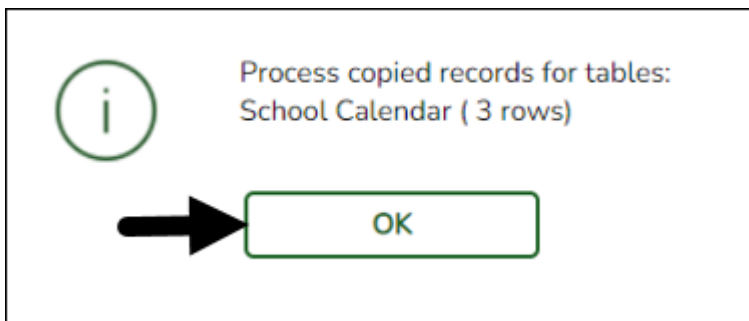 Process copied records for tables:
School Calendar ( 3 rows)
OK